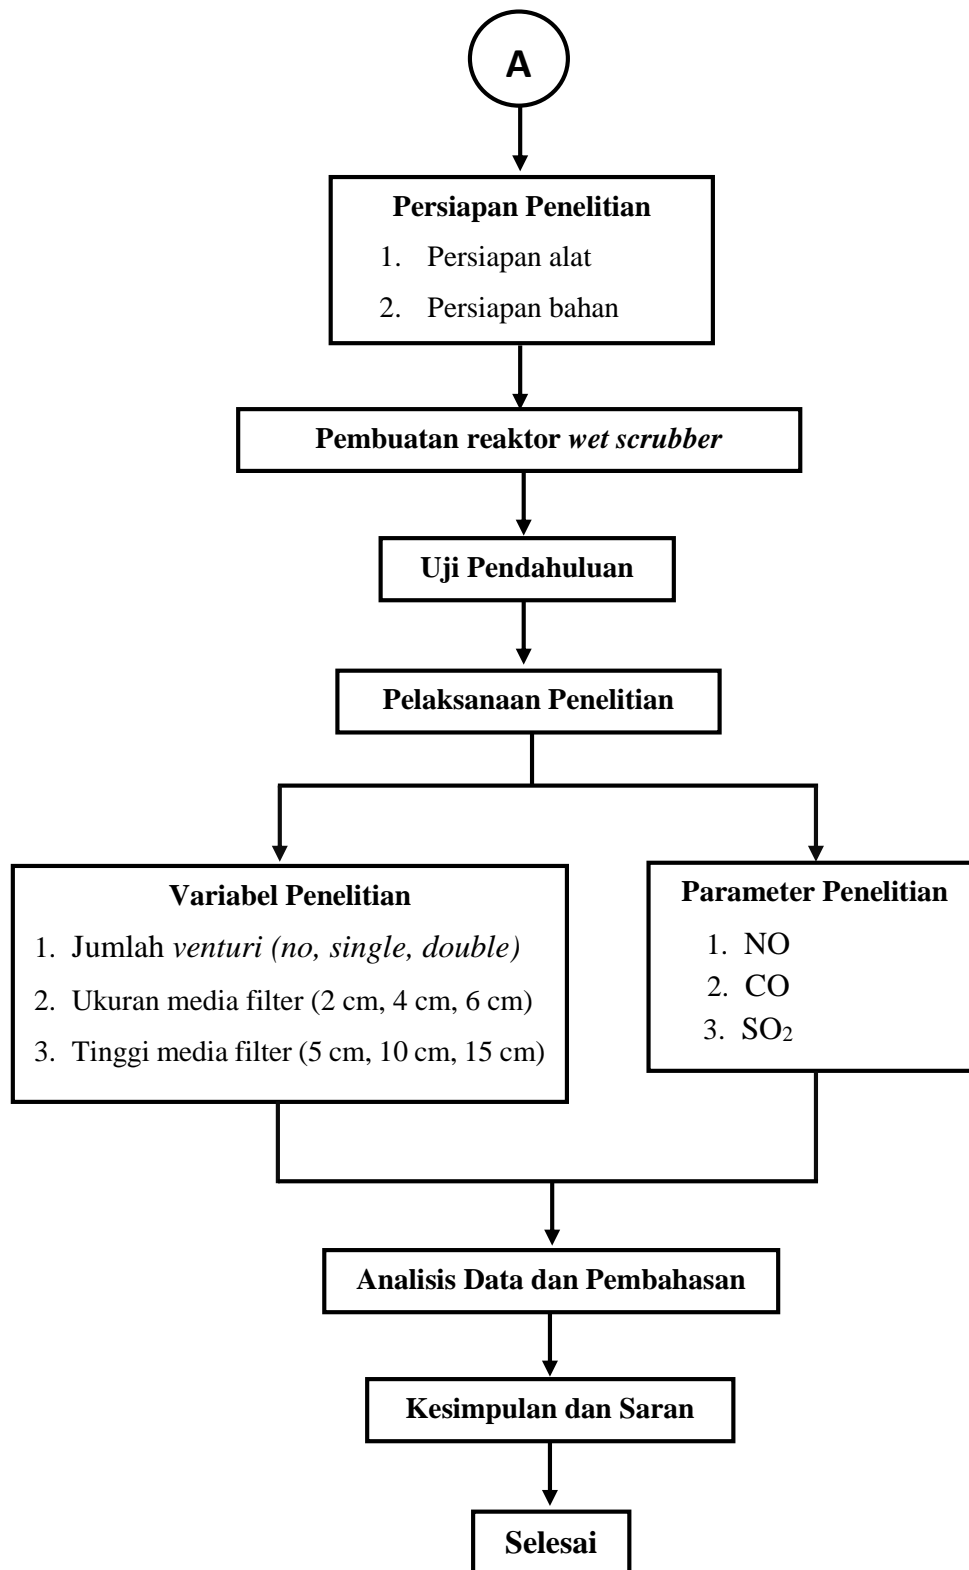 A
Persiapan Penelitian
1. Persiapan alat
2. Persiapan bahan
Pembuatan reaktor wet scrubber
Uji Pendahuluan
Pelaksanaan Penelitian
Variabel Penelitian
1. Jumlah venturi (no, single, double)
2. Ukuran media filter (2 cm, 4 cm, 6 cm)
3. Tinggi media filter (5 cm, 10 cm, 15 cm)
Parameter Penelitian
1. NO
2. CO
3. SO₂
Analisis Data dan Pembahasan
Kesimpulan dan Saran
Selesai